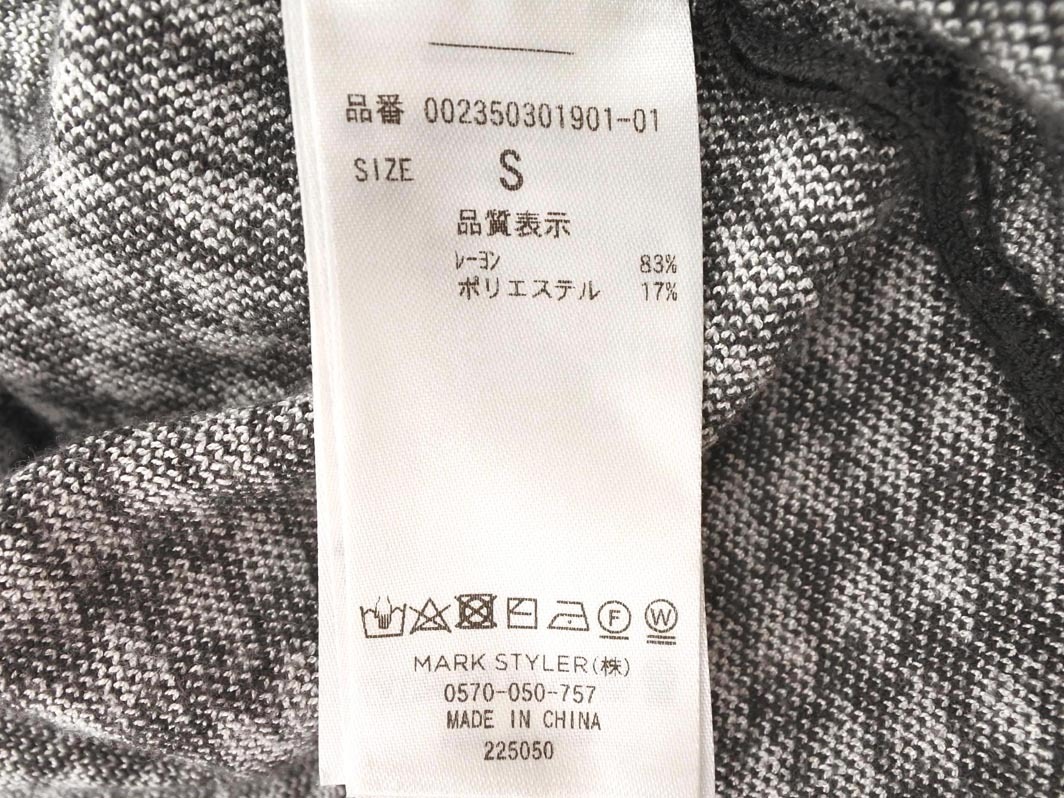 品番 002350301901-01
SIZE S
品質表示
ﾚｰﾖﾝ 83%
ポリエステル 17%
F W
MARK STYLER(株)
0570-050-757
MADE IN CHINA
225050